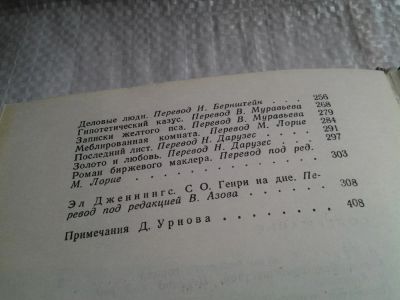 Деловые люди. Перевод И. Бернштейн . . . . 256
Гипотетический казус. Перевод В. Муравьева 268
Записки желтого пса. Перевод В. Муравьева . 279
Меблированная комната. Перевод М. Лорие . . 284
Последний лист. Перевод Н. Дарузес . . . . 291
Золото и любовь. Перевод Н. Дарузес . . . 297
Роман биржевого маклера. Перевод под ред.
М. Лорие . . . . . . . . . . 303
Эл Дженнингс. С О. Генри на дне. Пе-
ревод под редакцией В. Азова . . . . . 308
Примечания Д. Урнова . . . . . . . 408